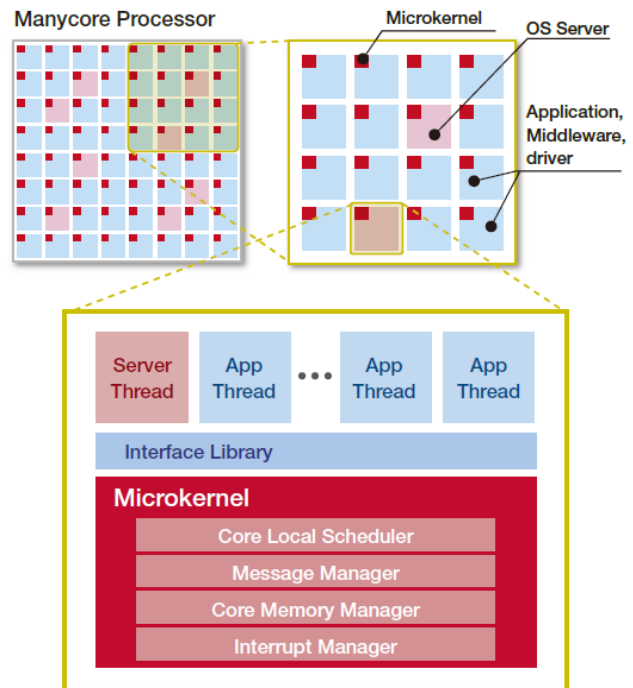 Manycore Processor
Microkernel
OS Server
Application,
Middleware,
driver
Server
Thread
App
Thread
•••
App
Thread
App
Thread
Interface Library
Microkernel
Core Local Scheduler
Message Manager
Core Memory Manager
Interrupt Manager